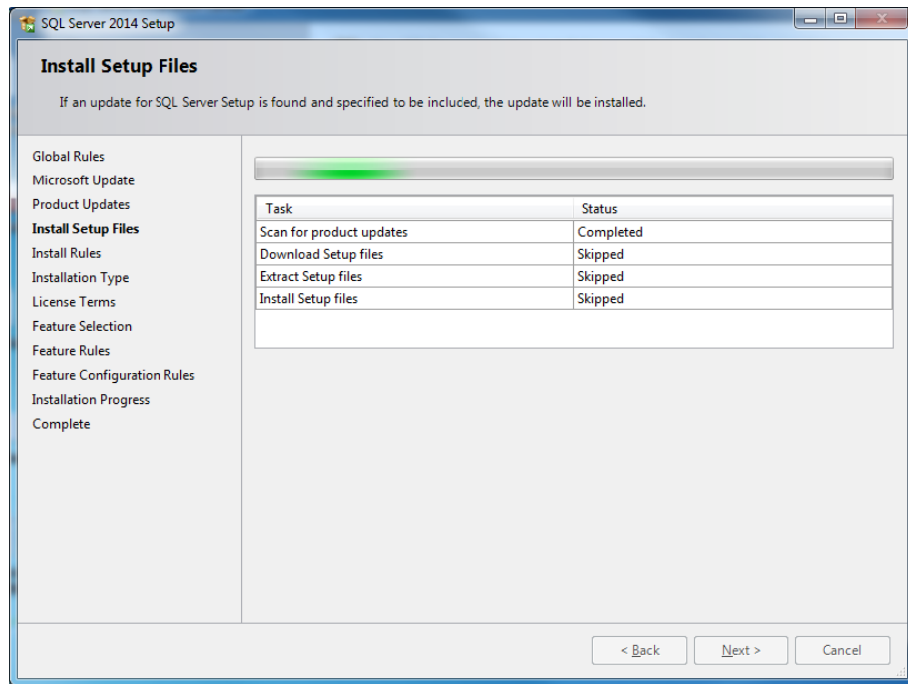 SQL Server 2014 Setup
Install Setup Files
If an update for SQL Server Setup is found and specified to be included, the update will be installed.
Global Rules
Microsoft Update
Product Updates
Install Setup Files
Install Rules
Installation Type
License Terms
Feature Selection
Feature Rules
Feature Configuration Rules
Installation Progress
Complete
Task Status
Scan for product updates Completed
Download Setup files Skipped
Extract Setup files Skipped
Install Setup files Skipped
< Back Next > Cancel